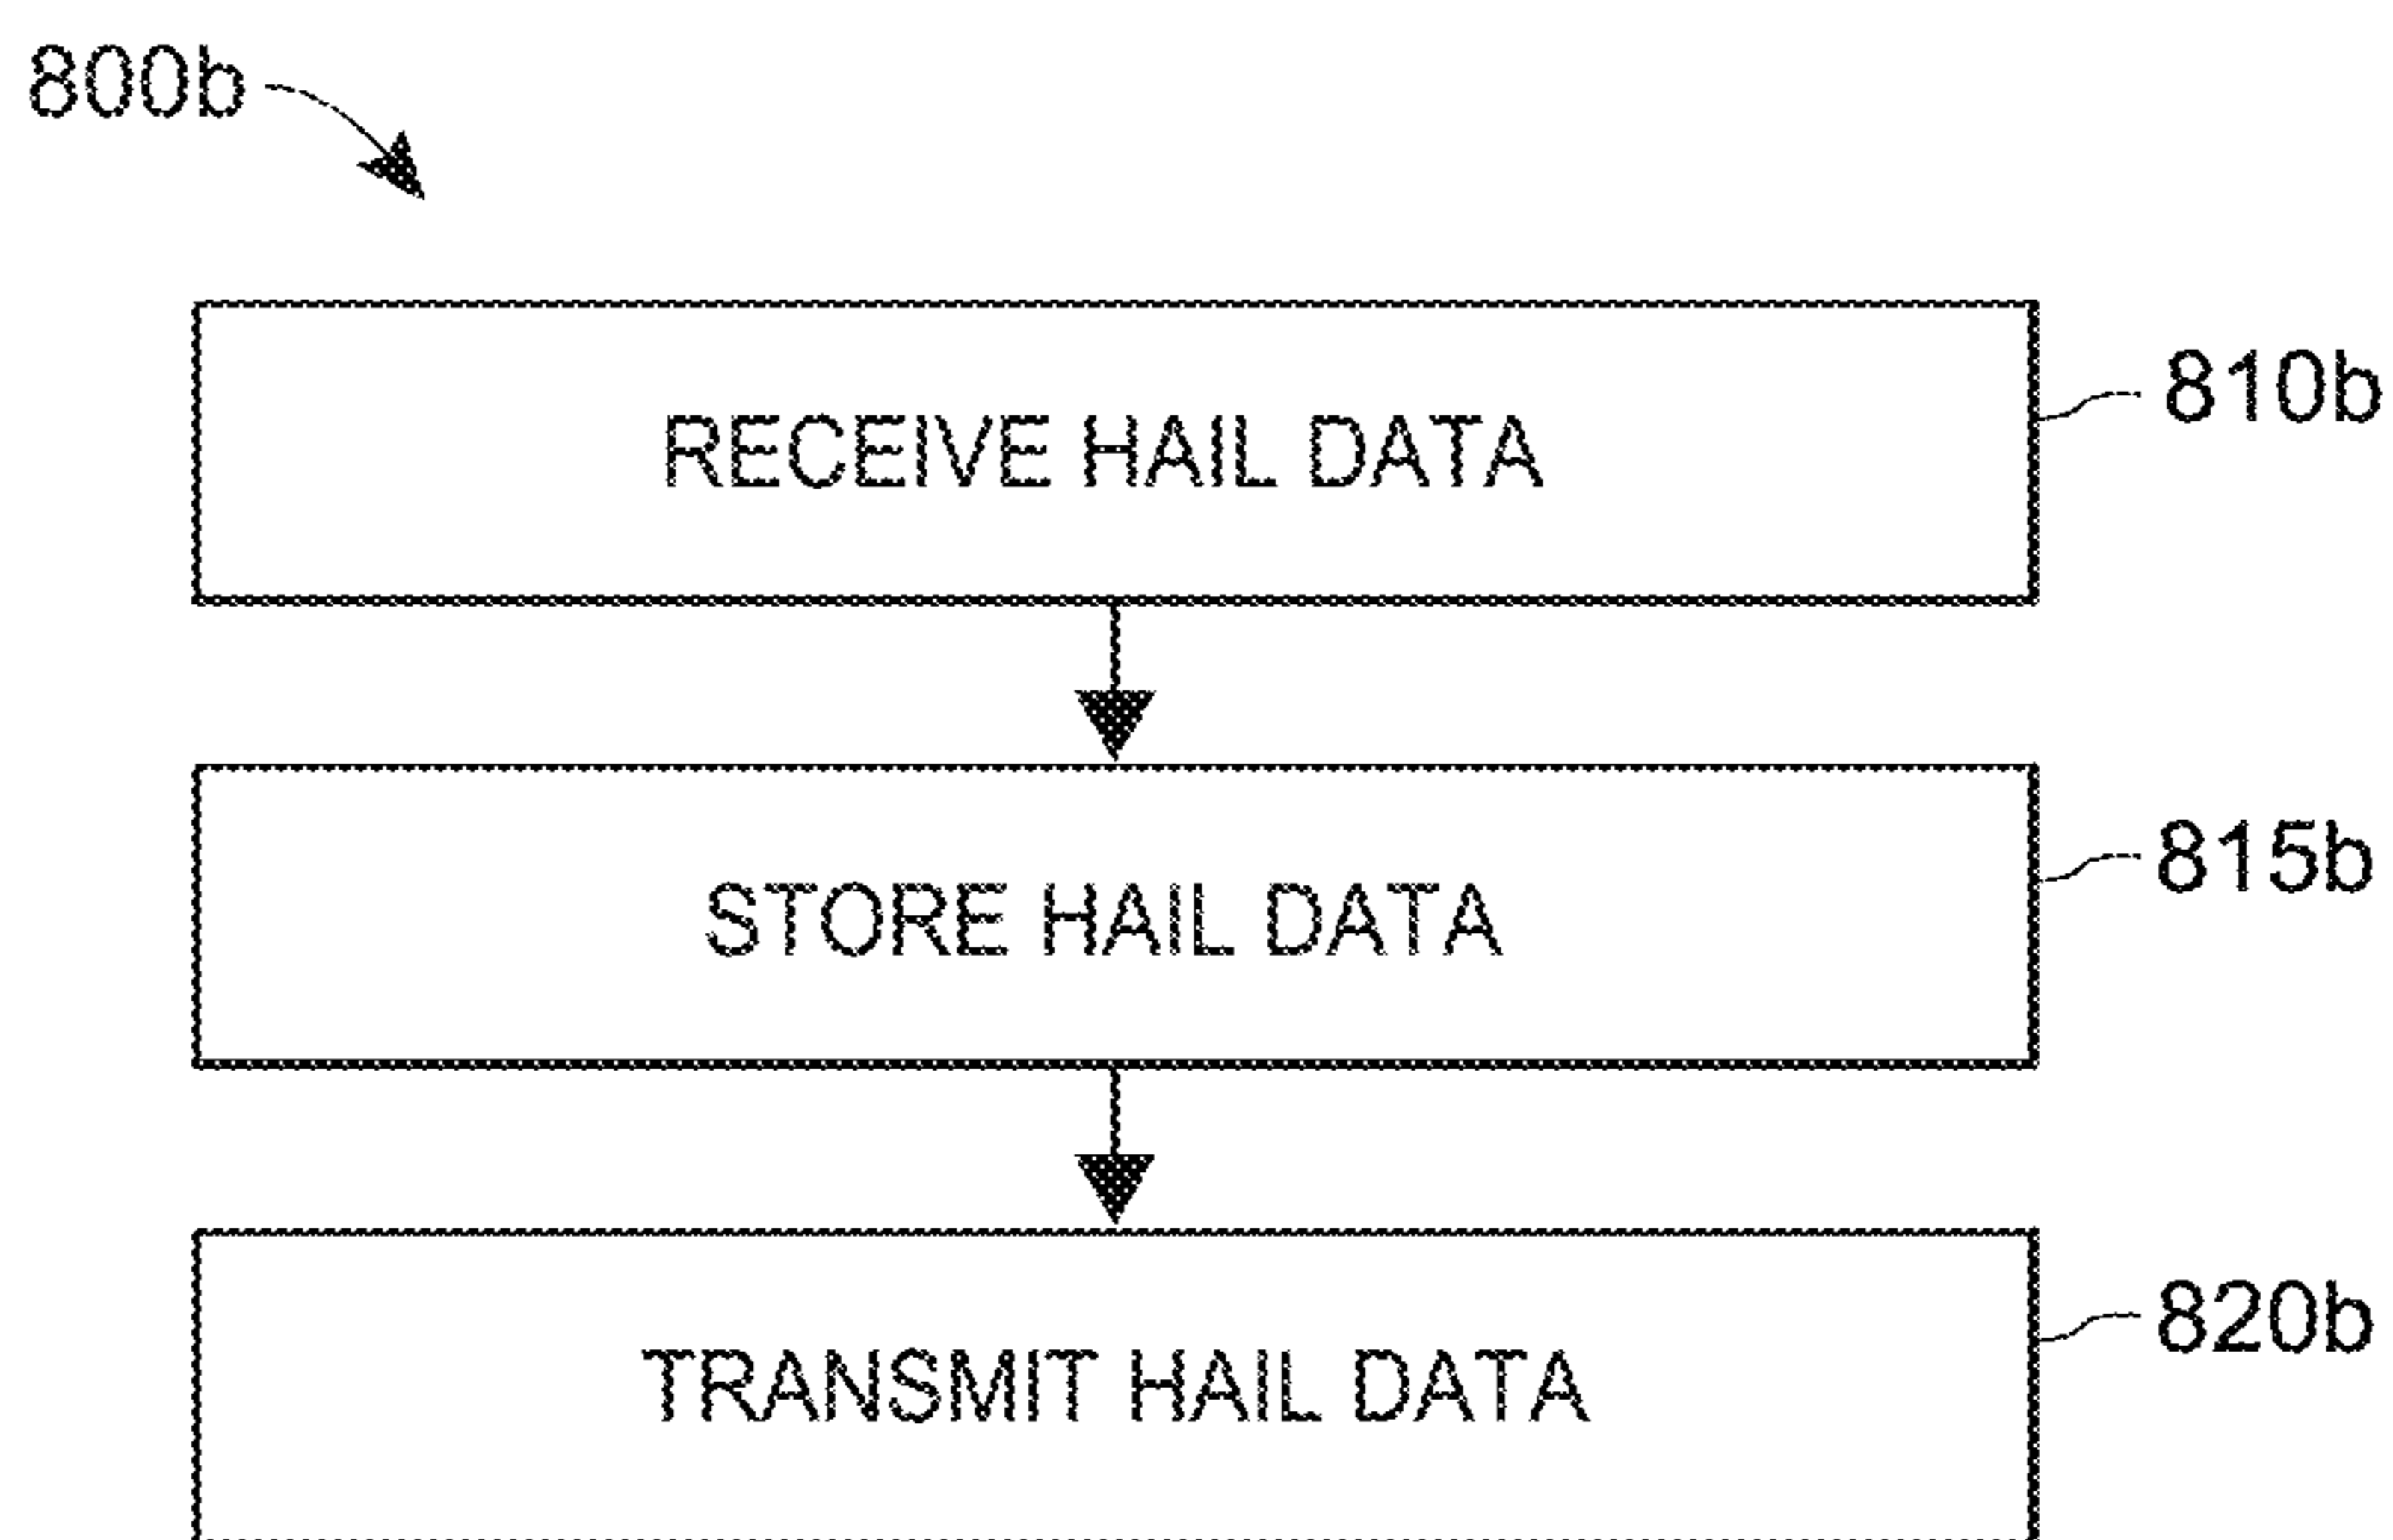 800b
RECEIVE HAIL DATA
810b
STORE HAIL DATA
815b
TRANSMIT HAIL DATA
820b